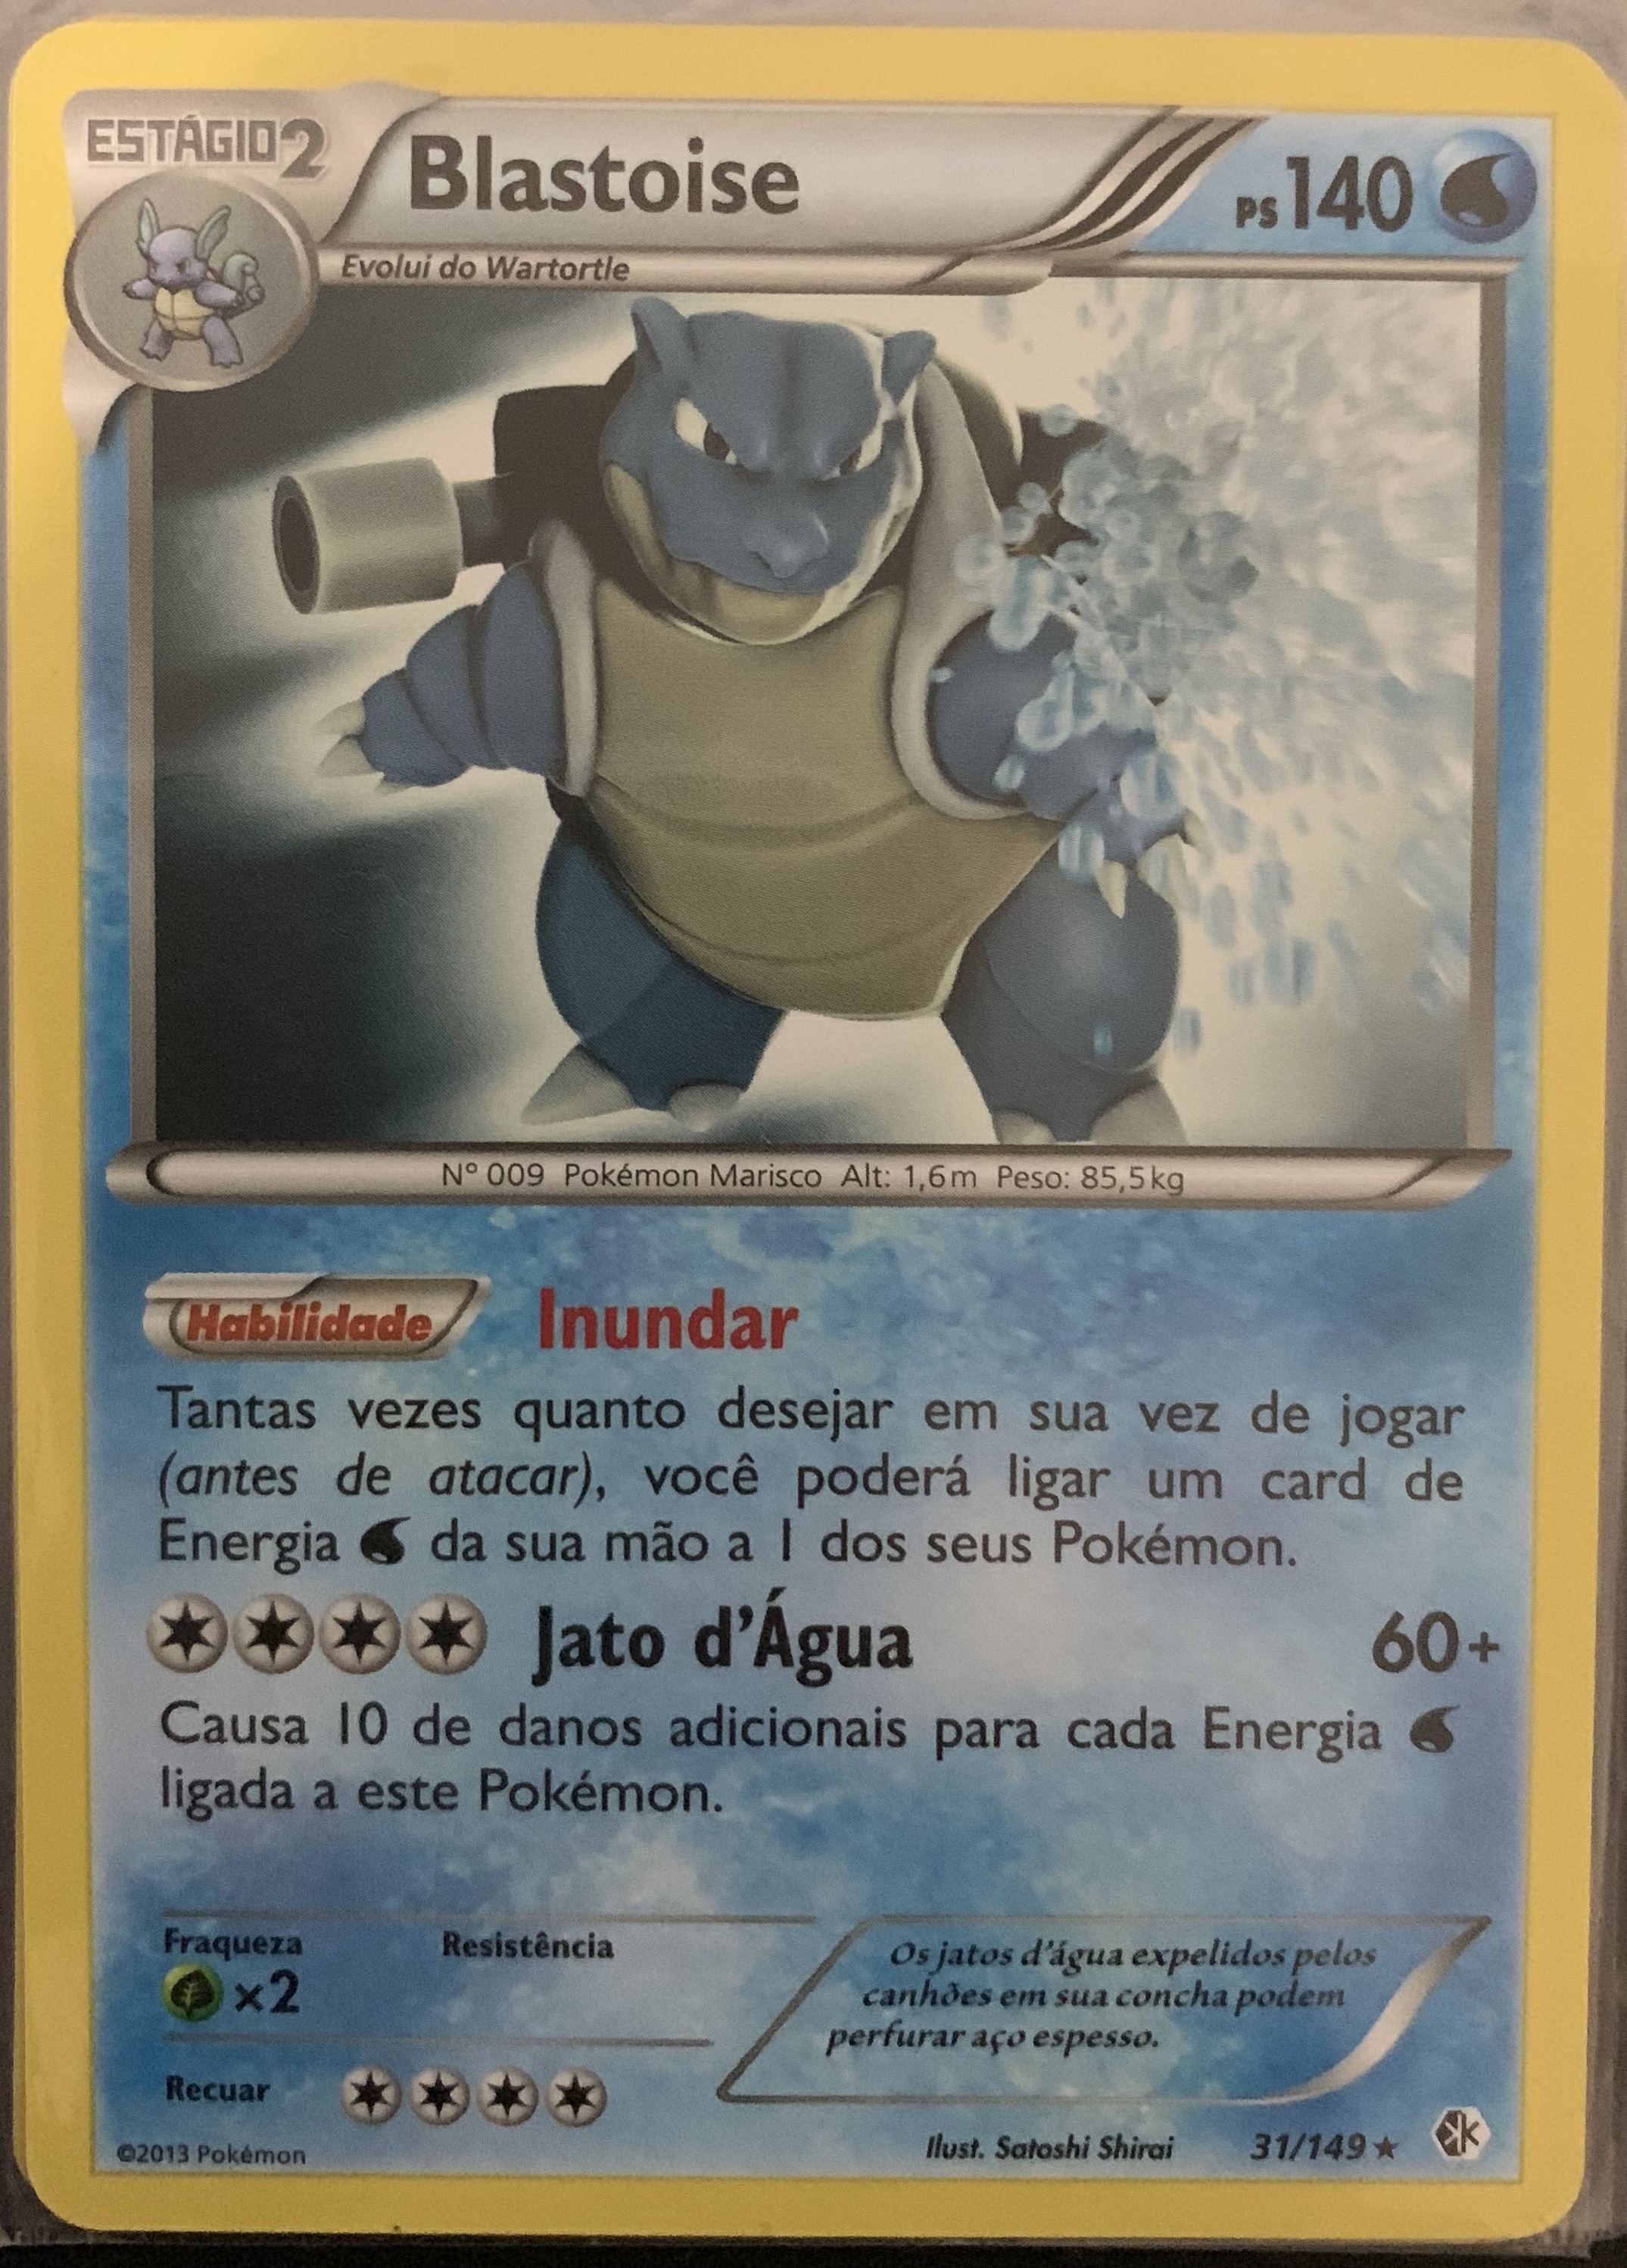 ESTÁGIO2
Blastoise
PS 140
Evolui do Wartortle
Nº 009 Pokémon Marisco Alt: 1,6m Peso: 85,5kg
Habilidade Inundar
Tantas vezes quanto desejar em sua vez de jogar
(antes de atacar), você poderá ligar um card de
Energia da sua mão a 1 dos seus Pokémon.
Jato d'Água 60+
Causa 10 de danos adicionais para cada Energia
ligada a este Pokémon.
Fraqueza
×2
Resistência
Os jatos d'água expelidos pelos
canhões em sua concha podem
perfurar aço espesso.
Recuar
©2013 Pokémon
Ilust. Satoshi Shirai
31/149 ★